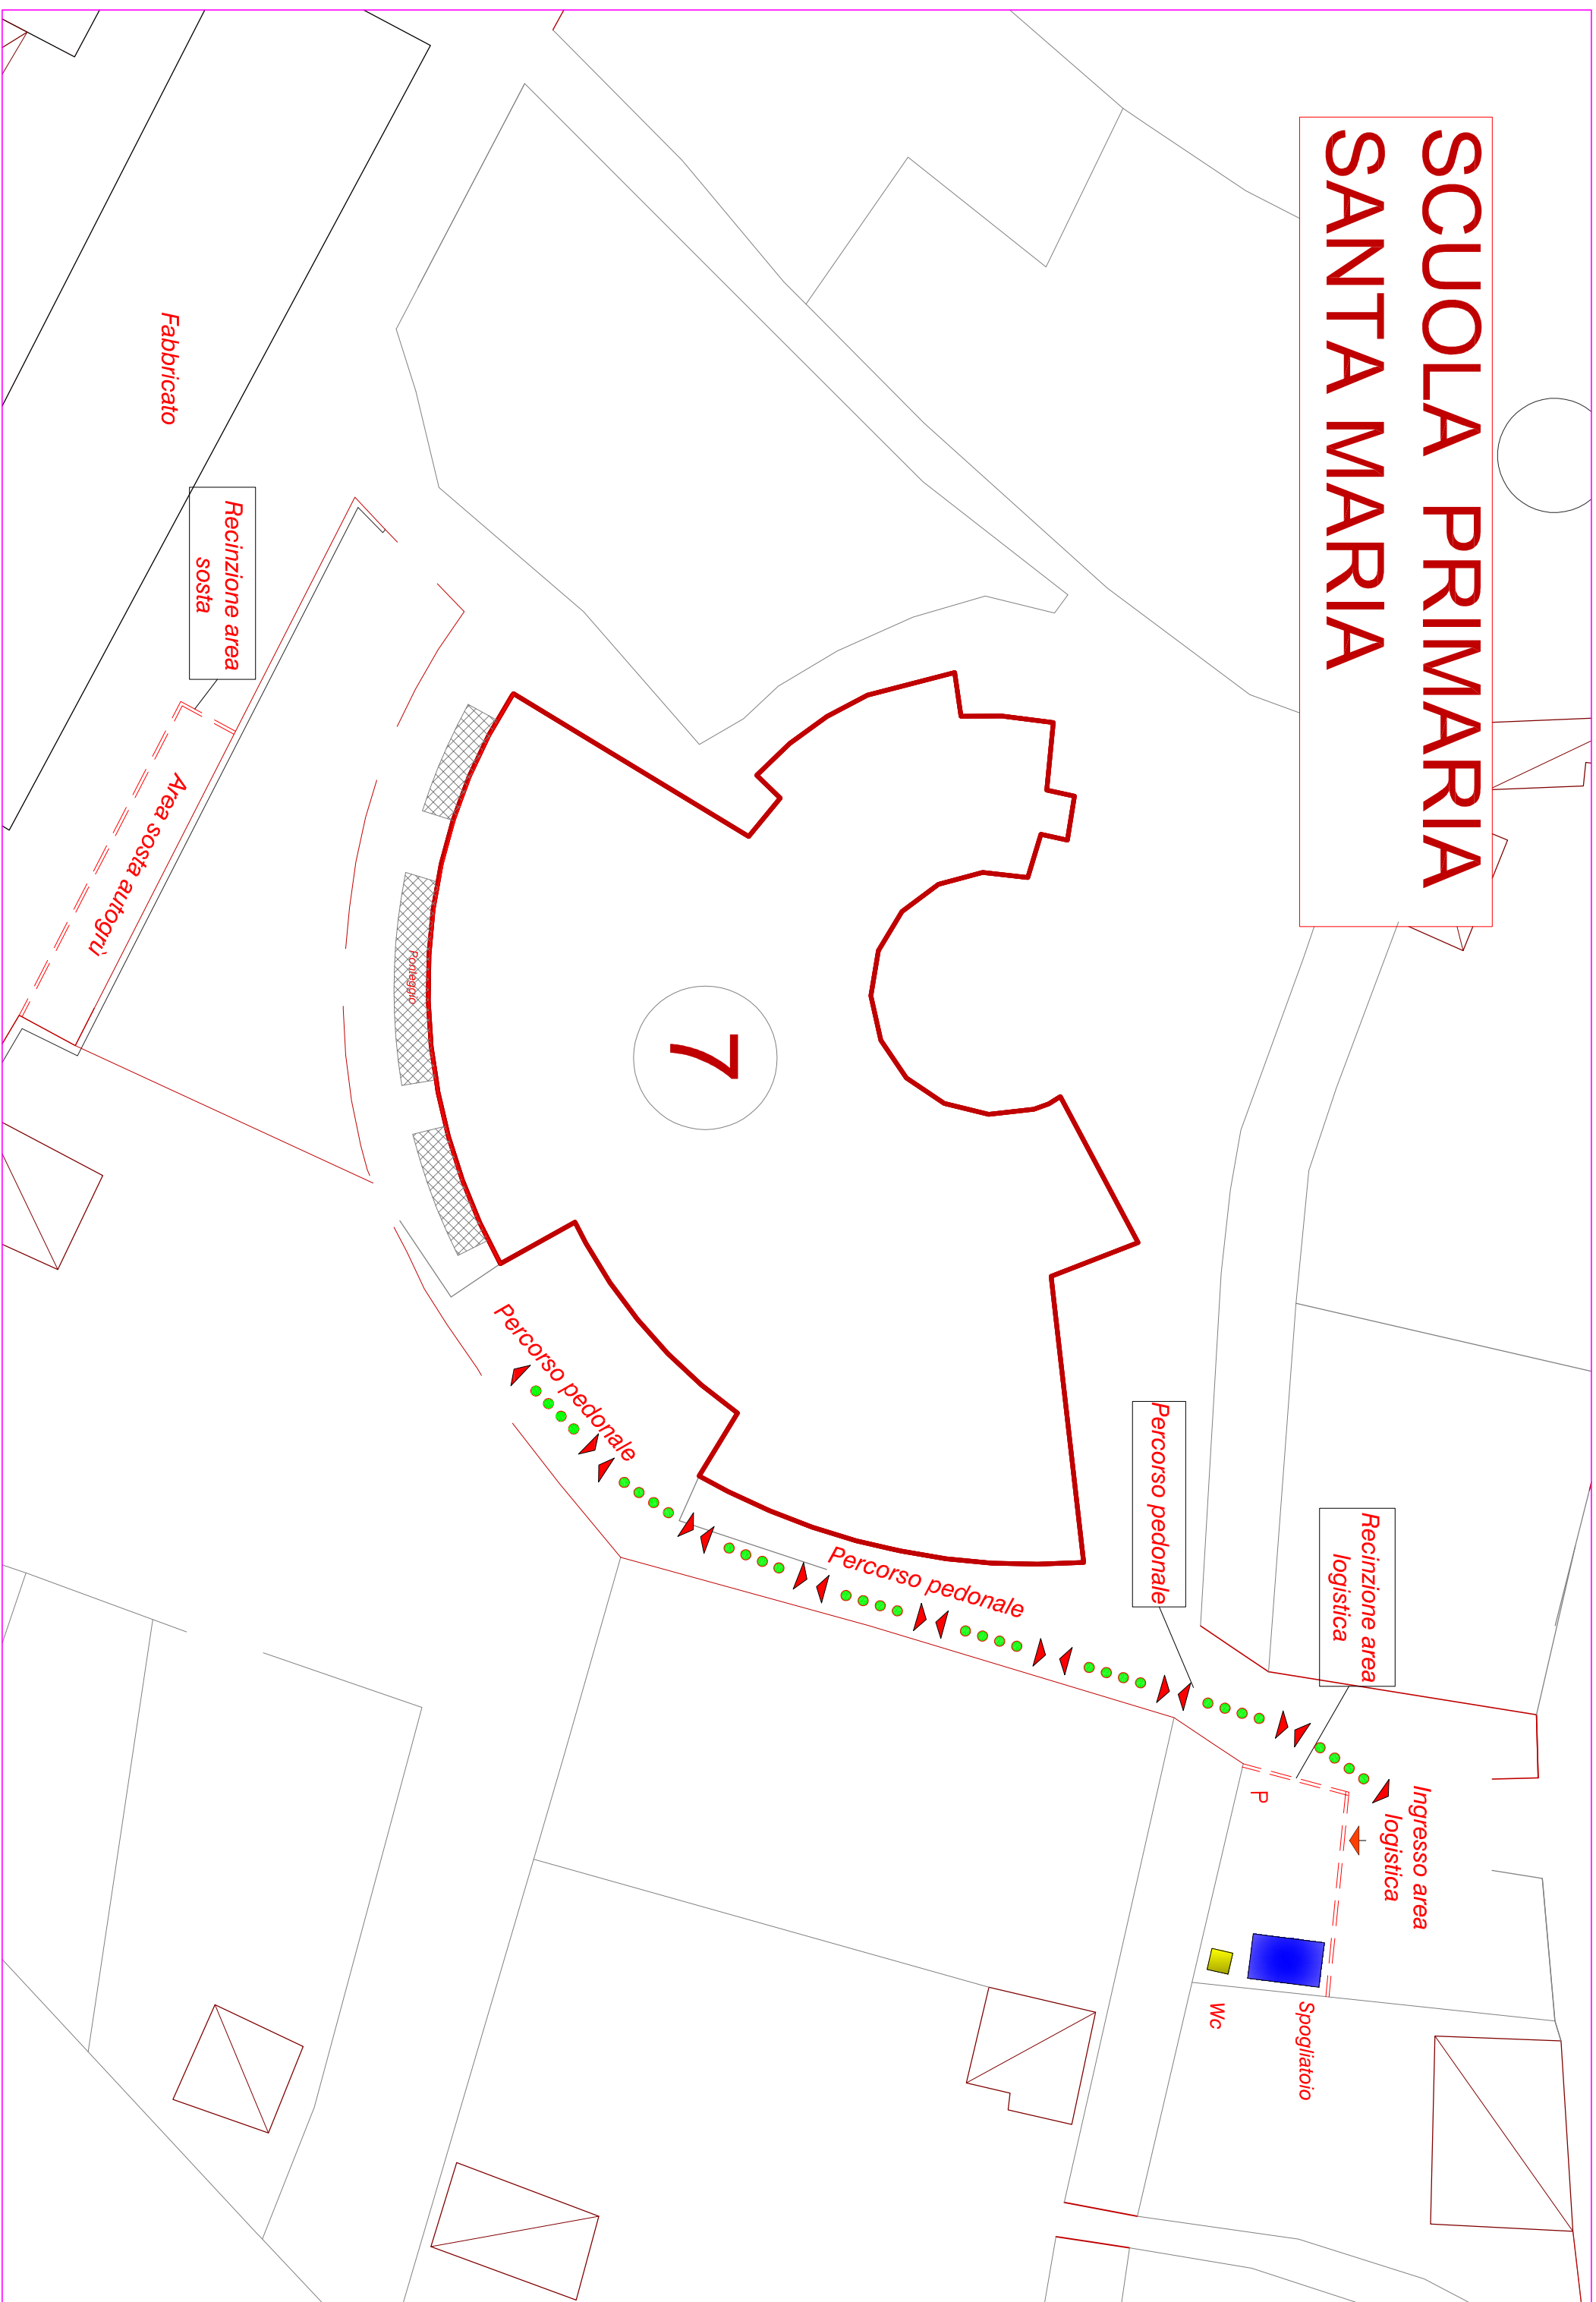 SCUOLA PRIMARIA
SANTA MARIA
Fabbricato
Recinzione area
sosta
Area sosta autogrù
Ponteggio
7
Percorso pedonale
Percorso pedonale
Percorso pedonale
Recinzione area
logistica
Ingresso area
logistica
P
Wc
Spogliatoio